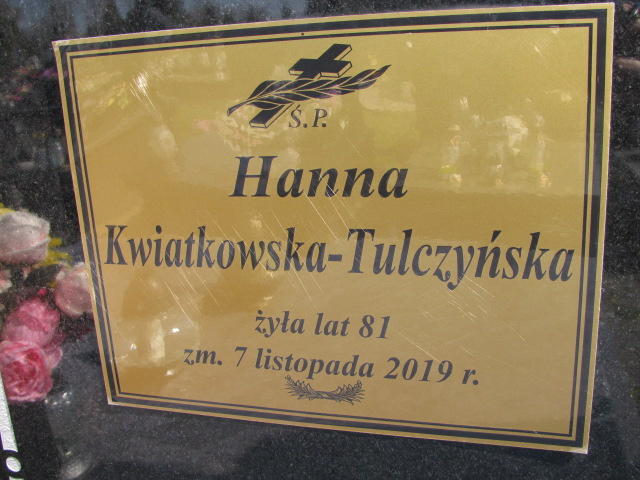 Ś.P.
Hanna
Kwiatkowska-Tulczyńska
żyła lat 81
zm. 7 listopada 2019 r.